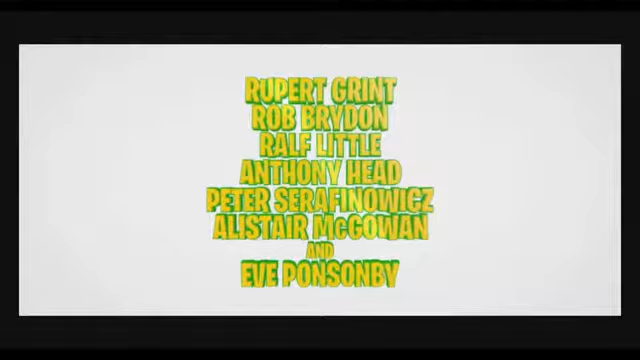 RUPERT GRINT
ROB BRYDON
RALF LITTLE
ANTHONY HEAD
PETER SERAFINOWICZ
ALISTAIR McGOWAN
AND
EVE PONSONBY